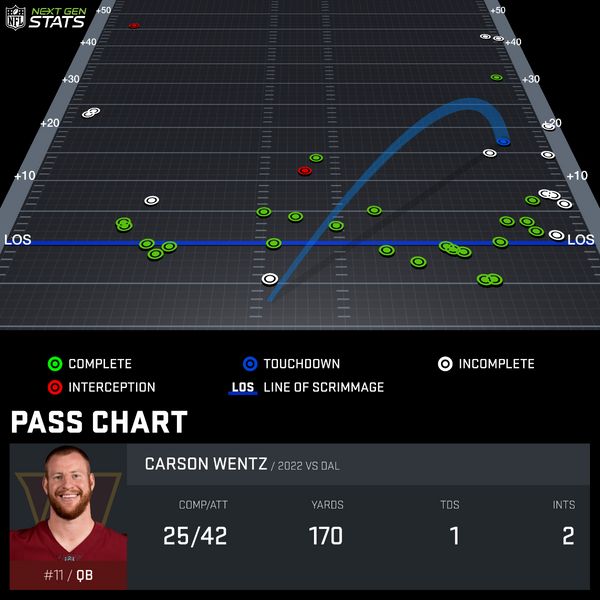 NFL NEXT GEN STATS
+50 +50
+40 +40
+30 +30
+20 +20
+10 +10
LOS LOS
COMPLETE TOUCHDOWN INCOMPLETE
INTERCEPTION LOS LINE OF SCRIMMAGE
PASS CHART
CARSON WENTZ / 2022 VS DAL
COMP/ATT YARDS TDS INTS
25/42 170 1 2
#11 / QB